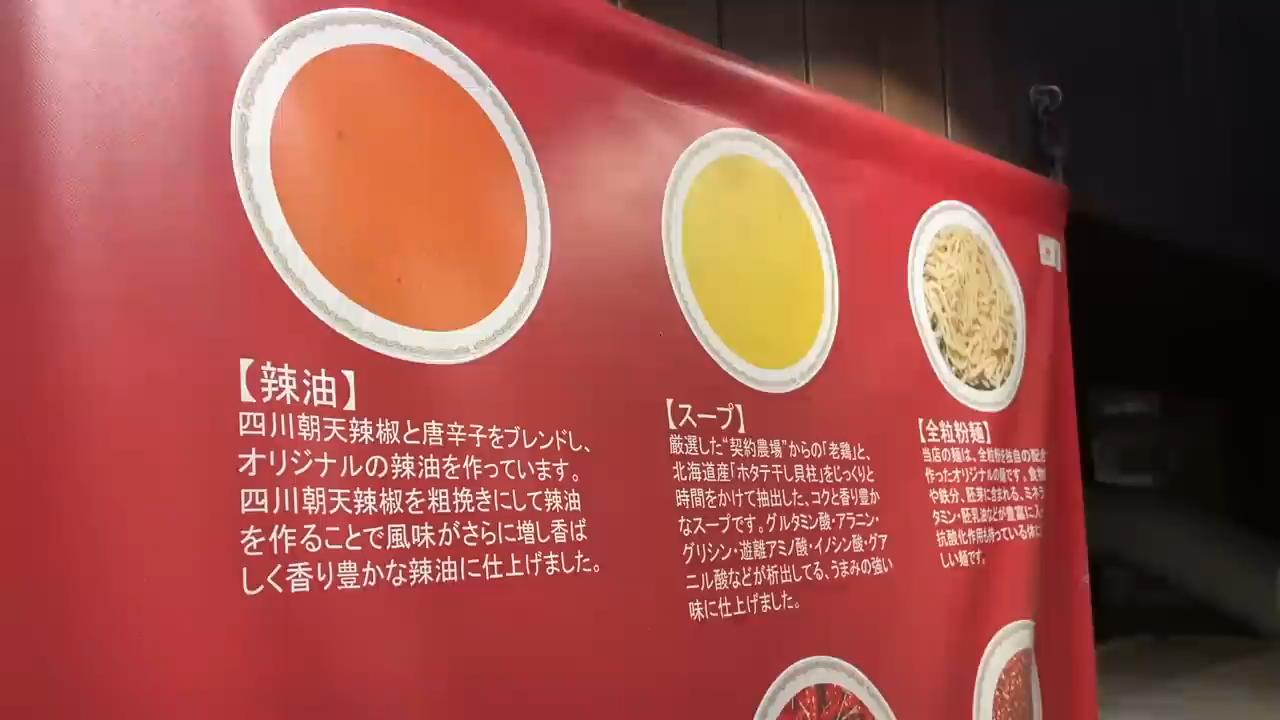 【辣油】
四川朝天辣椒と唐辛子をブレンドし、
オリジナルの辣油を作っています。
四川朝天辣椒を粗挽きにして辣油
を作ることで風味がさらに増し香ば
しく香り豊かな辣油に仕上げました。
【スープ】
厳選した“契約農場”からの「老鶏」と、
北海道産「ホタテ干し貝柱」をじっくりと
時間をかけて抽出した、コクと香り豊か
なスープです。グルタミン酸・アラニン・
グリシン・遊離アミノ酸・イノシン酸・グア
ニル酸などが析出してる、うまみの強い
味に仕上げました。
【全粒粉麺】
当店の麺は、全粒粉を独自の配合
作ったオリジナルの麺です。食物
や鉄分、胚芽に含まれる、ミネラ
タミン・胚乳油などが豊富に入
抗酸化作用も持っている体に
しい麺です。